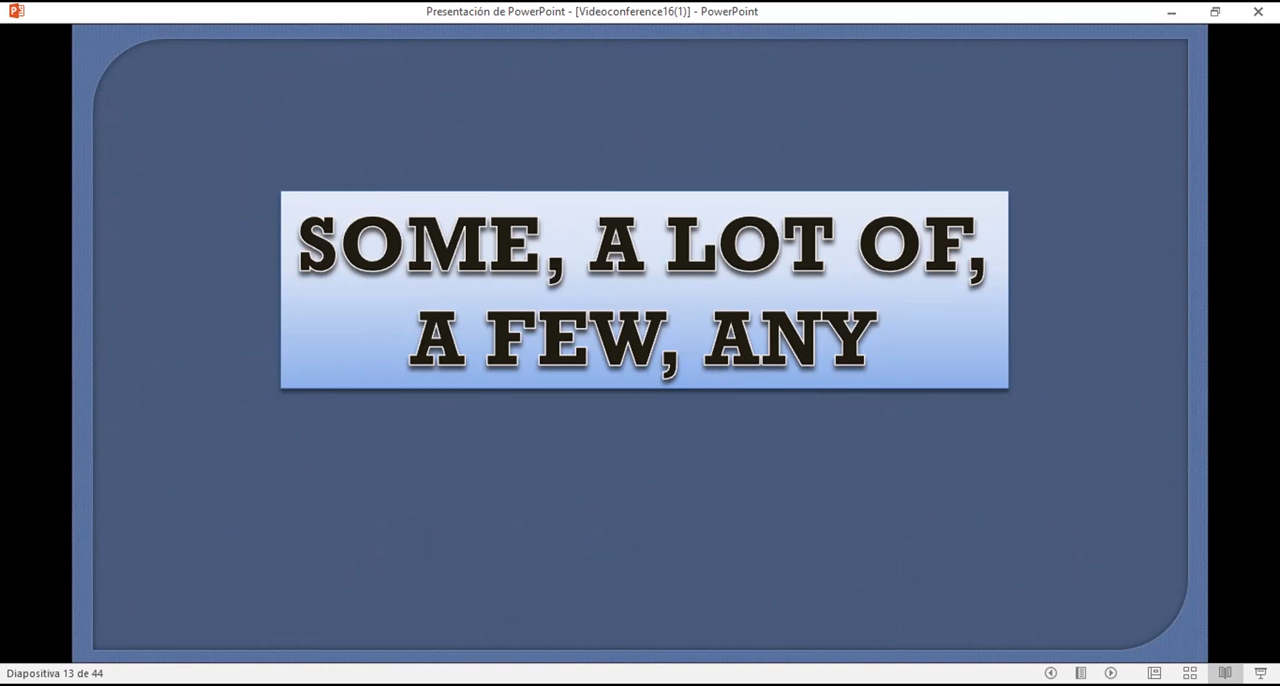 Presentación de PowerPoint - [Videoconference16(1)] - PowerPoint
SOME, A LOT OF,
A FEW, ANY
Diapositiva 13 de 44